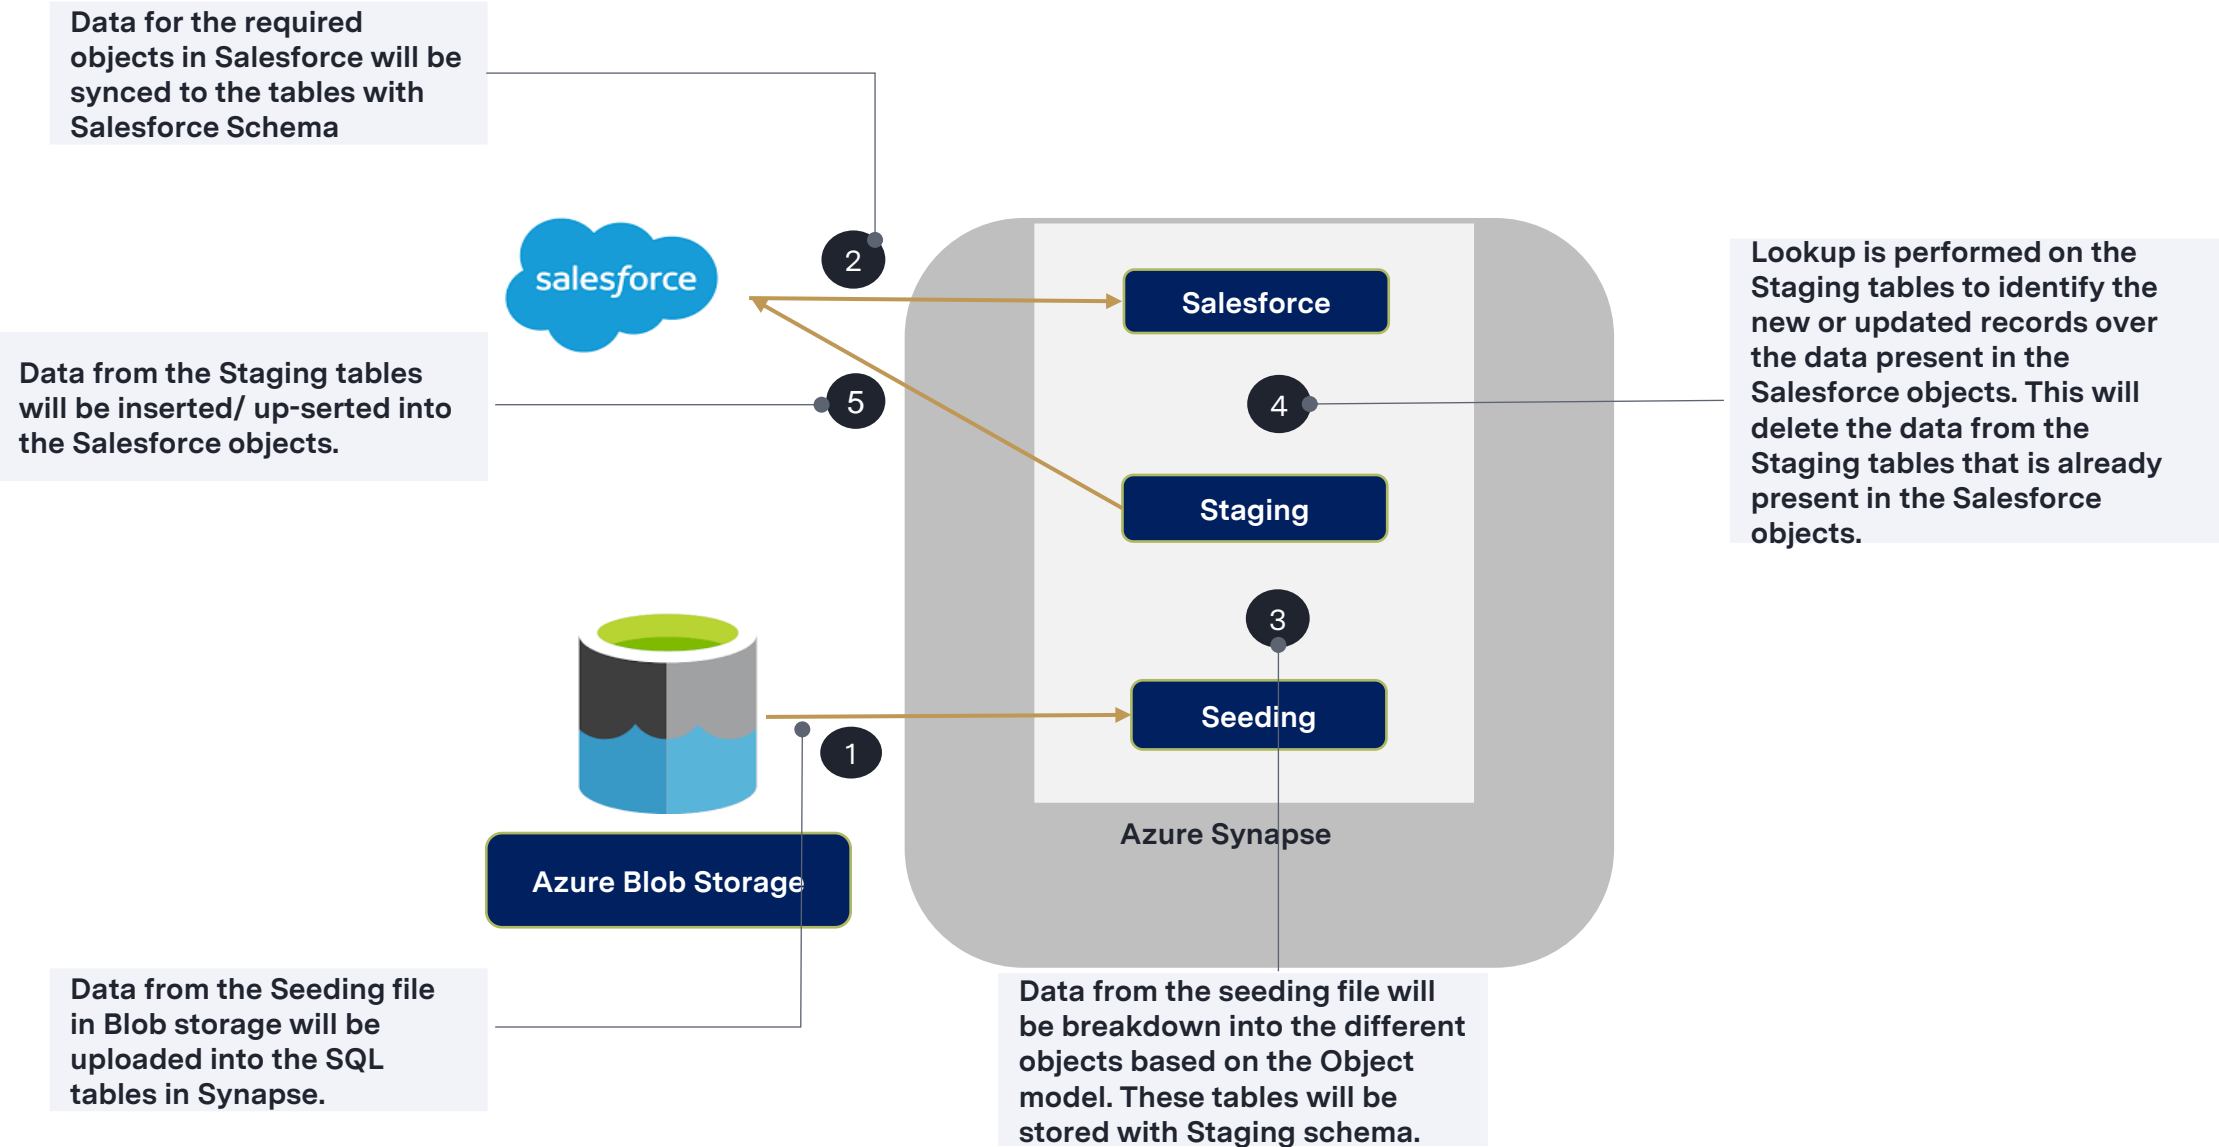 Data for the required
objects in Salesforce will be
synced to the tables with
Salesforce Schema
salesforce
2
Salesforce
Lookup is performed on the
Staging tables to identify the
new or updated records over
the data present in the
Salesforce objects. This will
delete the data from the
Staging tables that is already
present in the Salesforce
objects.
Data from the Staging tables
will be inserted/ up-serted into
the Salesforce objects.
5
4
Staging
3
Seeding
1
Azure Synapse
Azure Blob Storage
Data from the Seeding file
in Blob storage will be
uploaded into the SQL
tables in Synapse.
Data from the seeding file will
be breakdown into the different
objects based on the Object
model. These tables will be
stored with Staging schema.